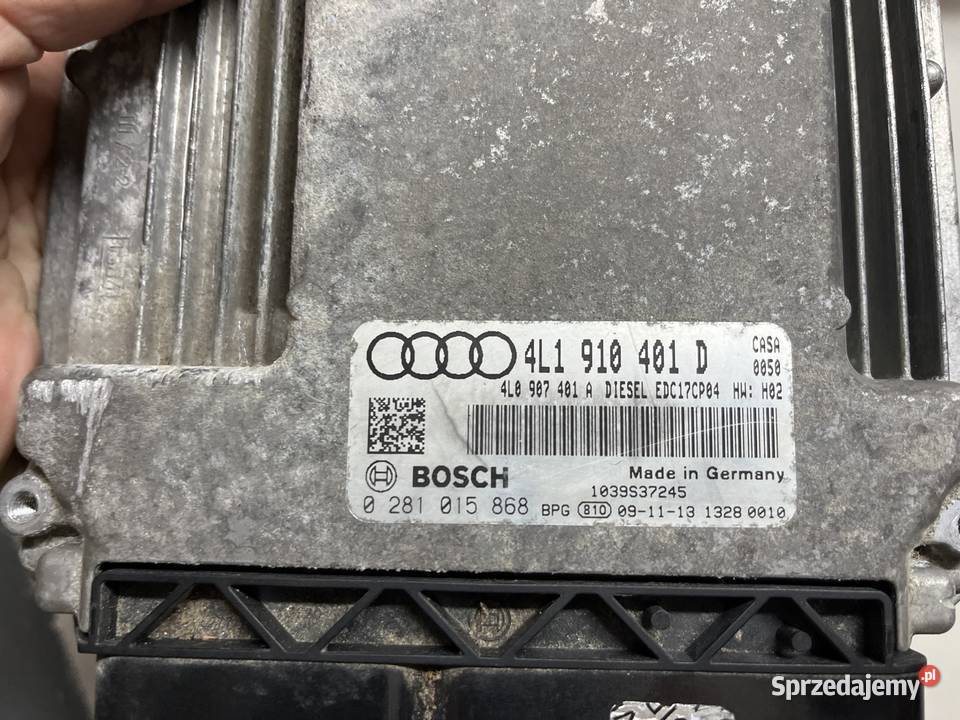 4L1 910 401 D
CASA
0050
4L0 907 401 A DIESEL EDC17CP04 HW: H02
BOSCH
Made in Germany
1039S37245
0 281 015 868 BPG 810 09-11-13 1328 0010
Sprzedajemy.pl